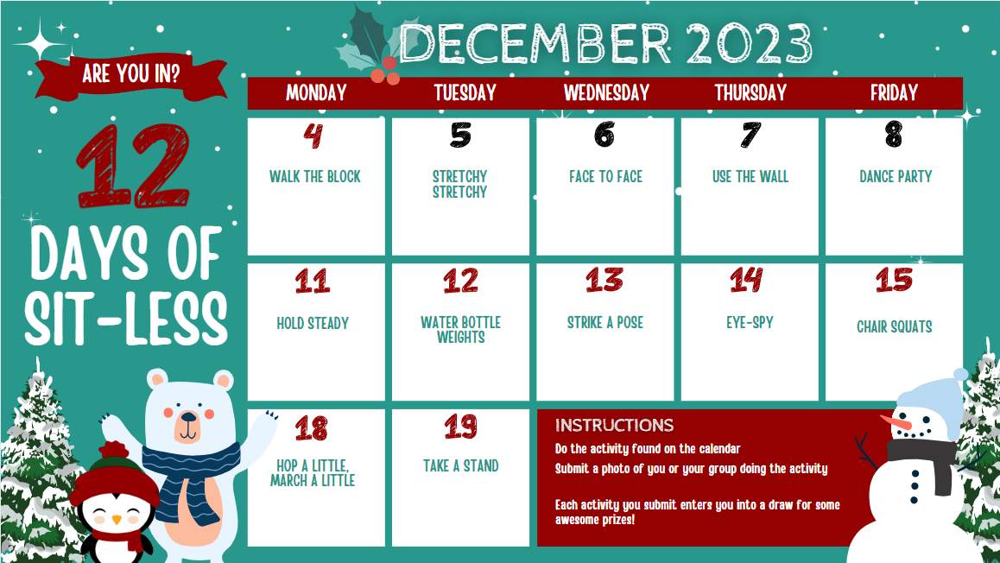 DECEMBER 2023
ARE YOU IN?
12
DAYS OF
SIT-LESS
MONDAY
TUESDAY
WEDNESDAY
THURSDAY
FRIDAY
4
WALK THE BLOCK
5
STRETCHY
STRETCHY
6
FACE TO FACE
7
USE THE WALL
8
DANCE PARTY
11
HOLD STEADY
12
WATER BOTTLE
WEIGHTS
13
STRIKE A POSE
14
EYE-SPY
15
CHAIR SQUATS
18
HOP A LITTLE,
MARCH A LITTLE
19
TAKE A STAND
INSTRUCTIONS
Do the activity found on the calendar
Submit a photo of you or your group doing the activity
Each activity you submit enters you into a draw for some
awesome prizes!